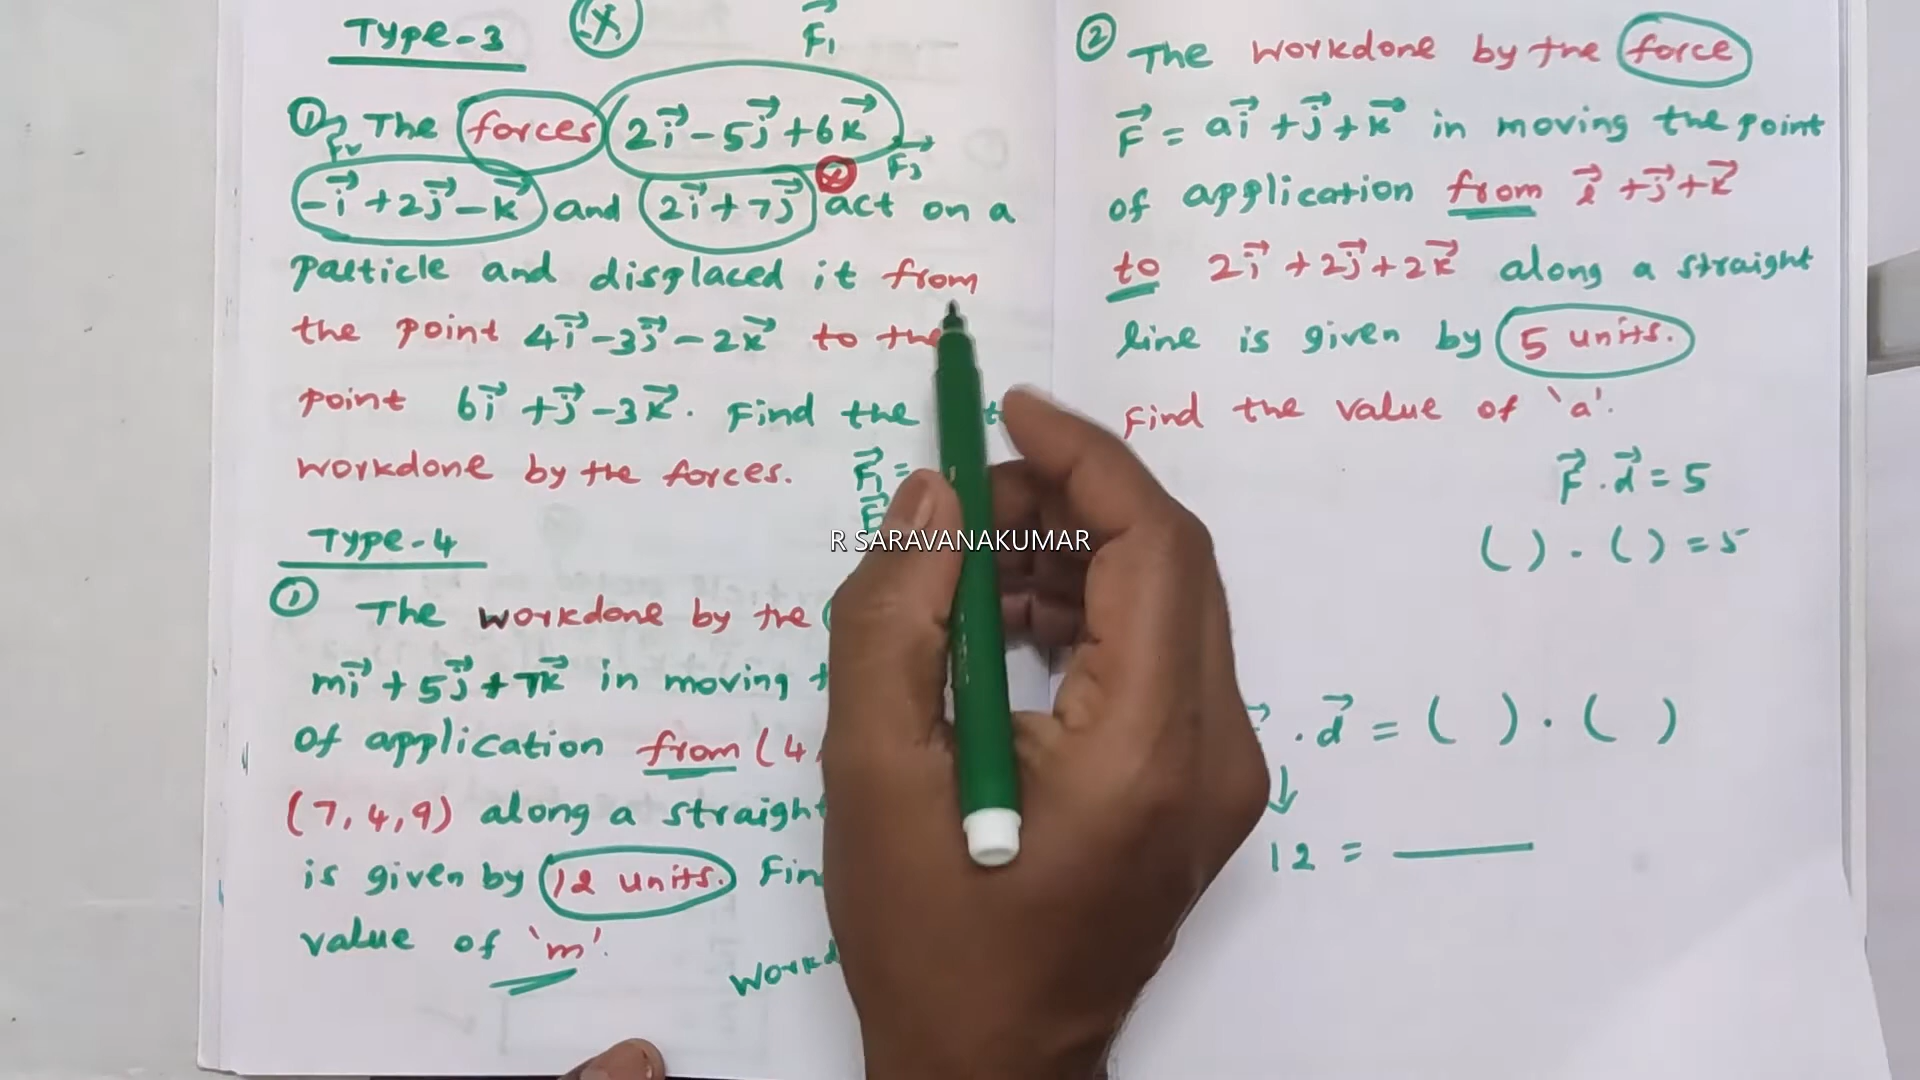 Type-3
F₁
① The forces 2i⃗ - 5j⃗ + 6k⃗
F₃
-i⃗ + 2j⃗ - k⃗ and 2i⃗ + 7j⃗ act on a
particle and displaced it from
the point 4i⃗ - 3j⃗ - 2k⃗ to the
point 6i⃗ + j⃗ - 3k⃗. Find the
workdone by the forces. F⃗₁ =
Type-4
① The workdone by the
mi⃗ + 5j⃗ + 7k⃗ in moving
of application from (4,
(7,4,9) along a straight
is given by 12 units.
value of 'm'.
② The workdone by the force
F⃗ = ai⃗ + j⃗ + k⃗ in moving the point
of application from i⃗ + j⃗ + k⃗
to 2i⃗ + 2j⃗ + 2k⃗ along a straight
line is given by 5 units.
Find the value of 'a'.
F⃗ . d⃗ = 5
( ) . ( ) = 5
. d⃗ = ( ) . ( )
↓
12 =
R SARAVANAKUMAR